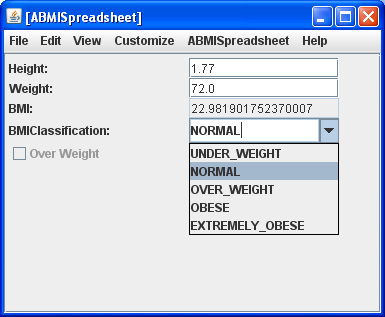 [ABMISpreadsheet]
File Edit View Customize ABMISpreadsheet Help
Height: 1.77
Weight: 72.0
BMI: 22.981901752370007
BMIClassification: NORMAL
Over Weight
UNDER_WEIGHT
NORMAL
OVER_WEIGHT
OBESE
EXTREMELY_OBESE